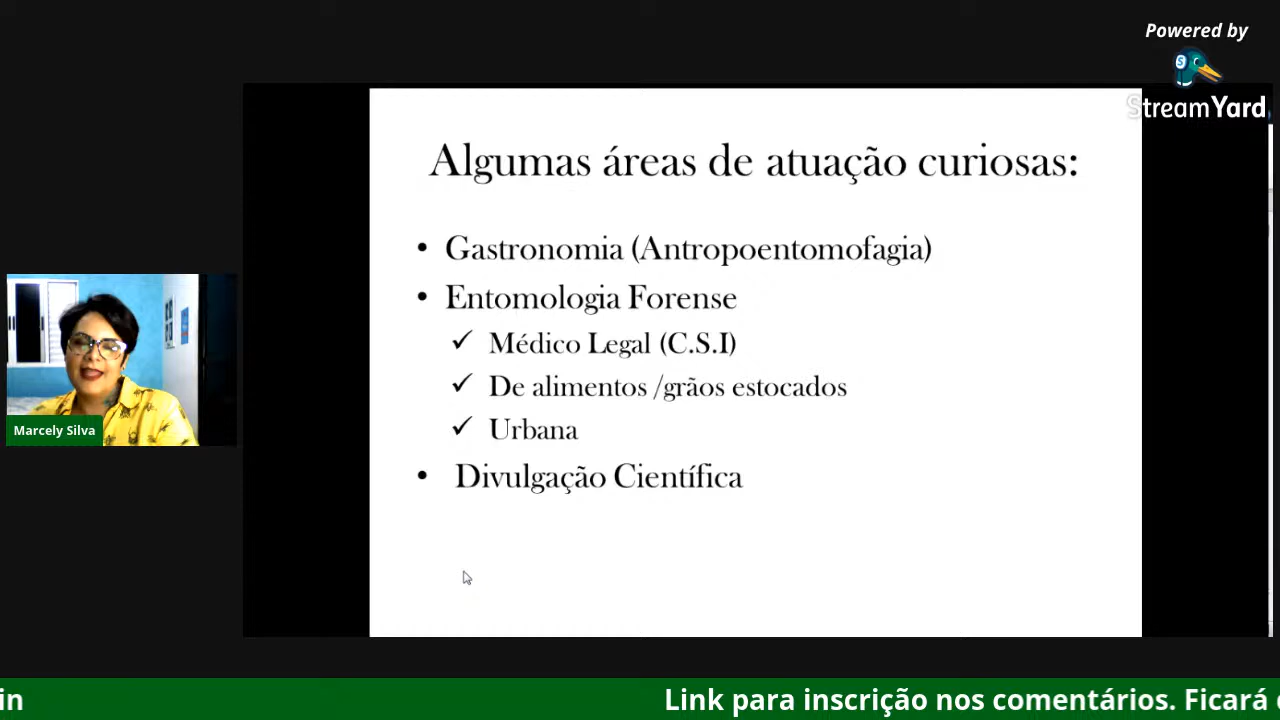 Powered by
StreamYard
Algumas áreas de atuação curiosas:
• Gastronomia (Antropoentomofagia)
• Entomologia Forense
✓ Médico Legal (C.S.I)
✓ De alimentos /grãos estocados
✓ Urbana
• Divulgação Científica
Marcely Silva
in
Link para inscrição nos comentários. Ficará